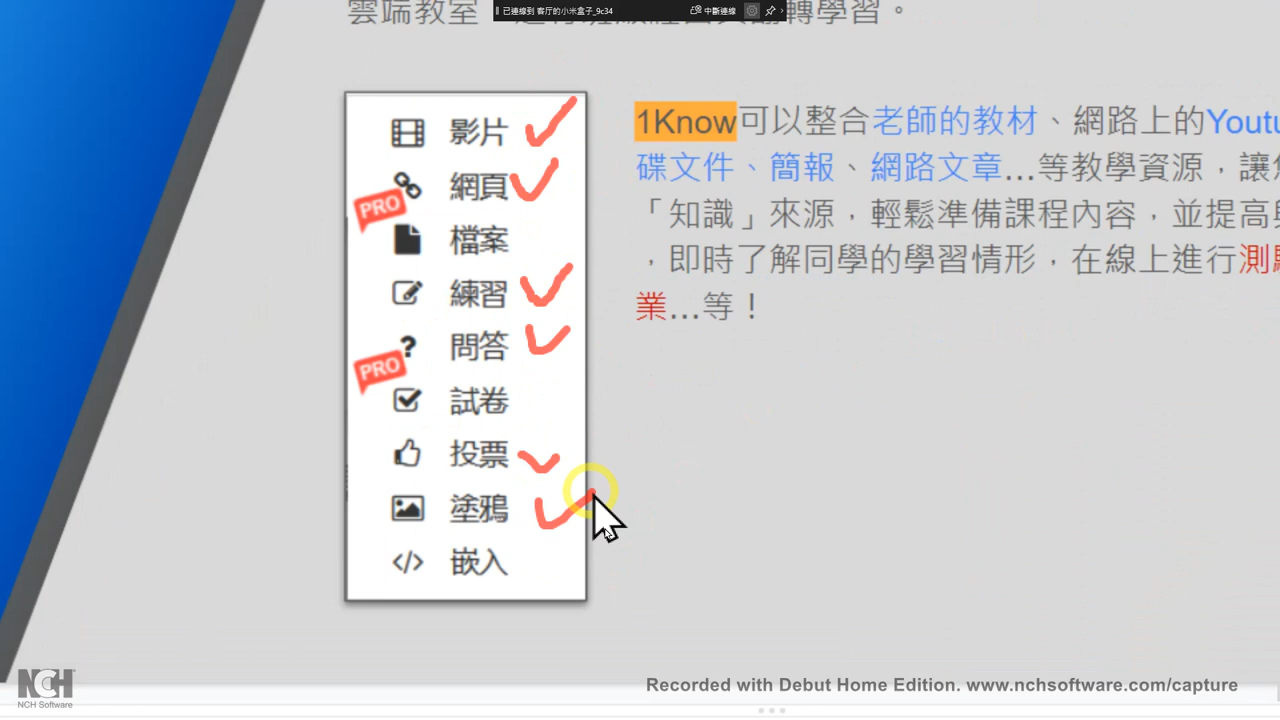 已連線到 客厅的小米盒子_9c34
中斷連線
雲端教室
轉學習。
影片
網頁
PRO
檔案
練習
問答
PRO
試卷
投票
塗鴉
嵌入
1Know可以整合老師的教材、網路上的Youtu
碟文件、簡報、網路文章...等教學資源，讓
「知識」來源，輕鬆準備課程內容，並提高
，即時了解同學的學習情形，在線上進行測
業...等！
NCH
NCH Software
Recorded with Debut Home Edition. www.nchsoftware.com/capture